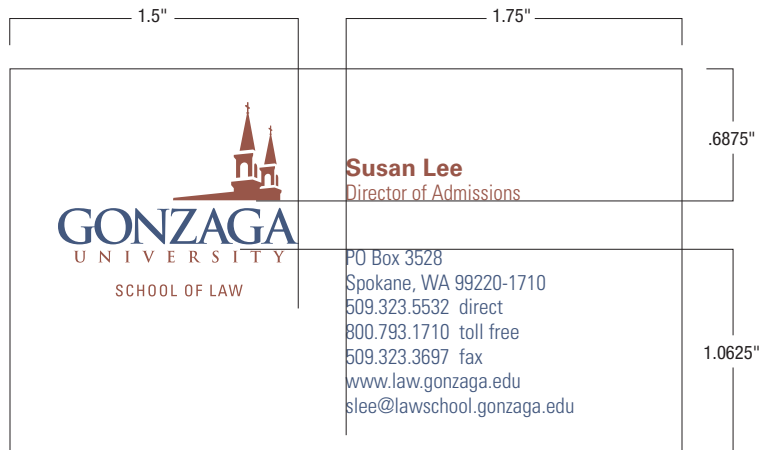 1.5"
1.75"
.6875"
Susan Lee
Director of Admissions
GONZAGA
UNIVERSITY
SCHOOL OF LAW
PO Box 3528
Spokane, WA 99220-1710
509.323.5532 direct
800.793.1710 toll free
509.323.3697 fax
www.law.gonzaga.edu
slee@lawschool.gonzaga.edu
1.0625"